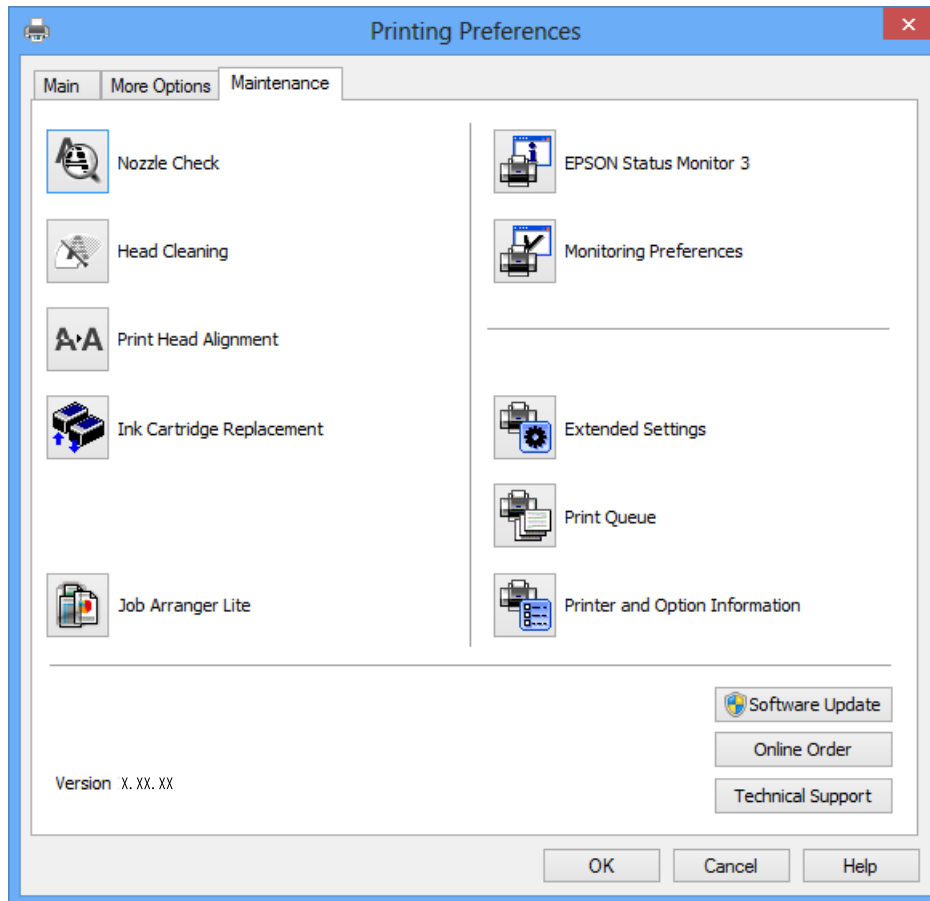 Printing Preferences
Main
More Options
Maintenance
Nozzle Check
Head Cleaning
Print Head Alignment
Ink Cartridge Replacement
Job Arranger Lite
EPSON Status Monitor 3
Monitoring Preferences
Extended Settings
Print Queue
Printer and Option Information
Software Update
Online Order
Technical Support
Version X.XX.XX
OK
Cancel
Help